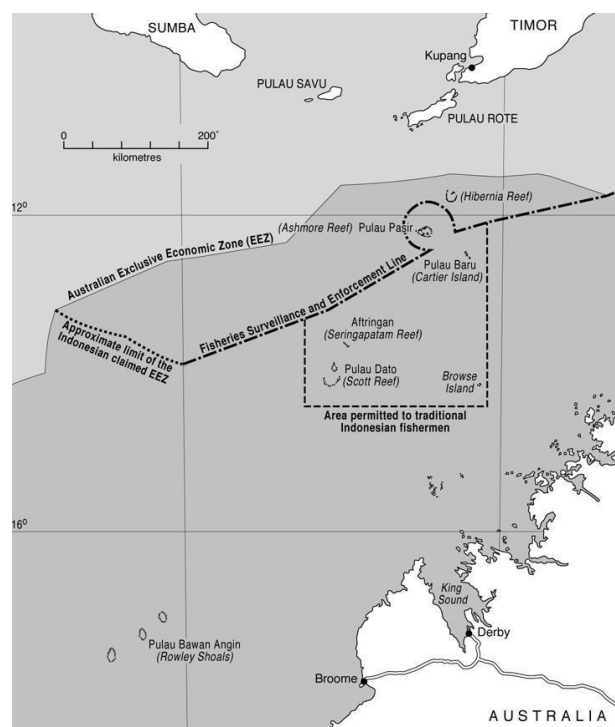 SUMBA
TIMOR
Kupang
PULAU SAVU
PULAU ROTE
0 200
kilometres
12°
(Hibernia Reef)
(Ashmore Reef) Pulau Pasir
Australian Exclusive Economic Zone (EEZ)
Pulau Baru
(Cartier Island)
Fisheries Surveillance and Enforcement Line
Approximate limit of the
Indonesian claimed EEZ
Aftringan
(Seringapatam Reef)
Pulau Dato
(Scott Reef)
Browse
Island
Area permitted to traditional
Indonesian fishermen
16°
King
Sound
Derby
Pulau Bawan Angin
(Rowley Shoals)
Broome
AUSTRALIA